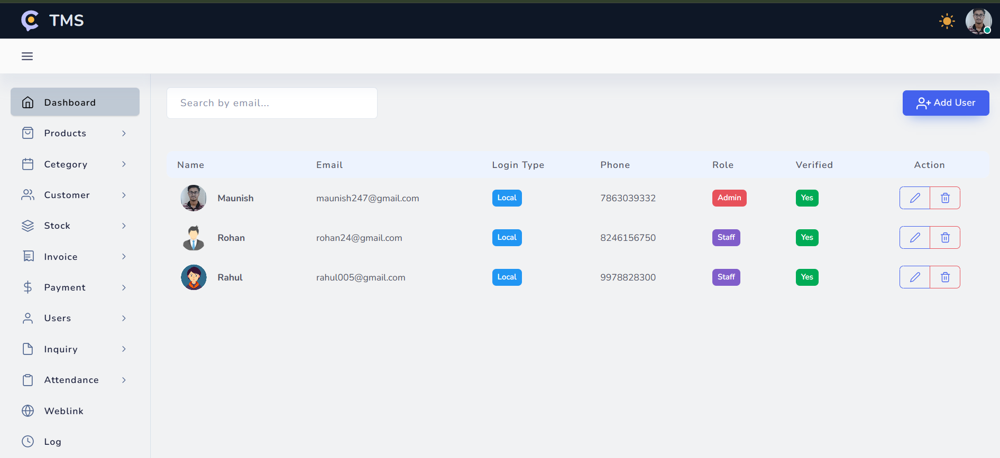 TMS
Search by email...
Add User
Dashboard
Products
Cetegory
Customer
Stock
Invoice
Payment
Users
Inquiry
Attendance
Weblink
Log
Name Email Login Type Phone Role Verified Action
Maunish maunish247@gmail.com Local 7863039332 Admin Yes
Rohan rohan24@gmail.com Local 8246156750 Staff Yes
Rahul rahul005@gmail.com Local 9978828300 Staff Yes